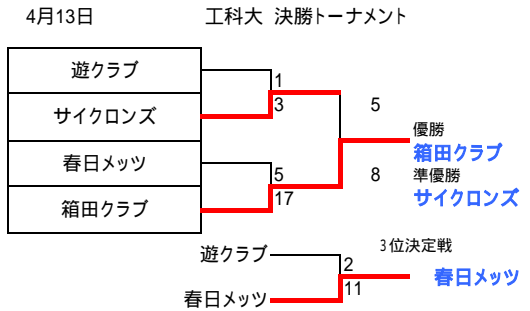 4月13日 工科大 決勝トーナメント
遊クラブ
1
サイクロンズ
3
5
優勝
箱田クラブ
春日メッツ
5
8
準優勝
箱田クラブ
17
サイクロンズ
3位決定戦
遊クラブ
2
春日メッツ
春日メッツ
11